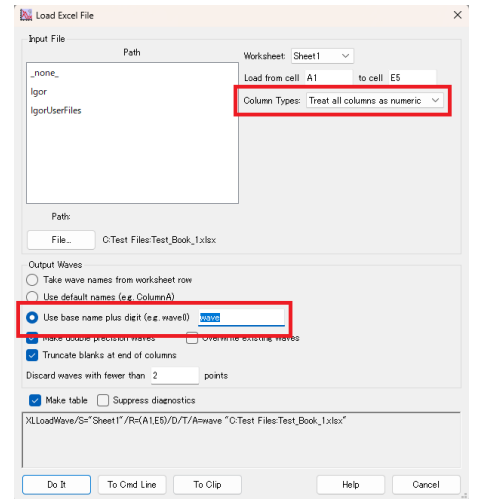 Load Excel File
Input File
Path
_none_
Igor
IgorUserFiles
Worksheet: Sheet1
Load from cell A1 to cell E5
Column Types: Treat all columns as numeric
Path:
File... C:Test Files:Test_Book_1.xlsx
Output Waves
Take wave names from worksheet row
Use default names (e.g. ColumnA)
Use base name plus digit (e.g. wave0) wave
Make double precision waves Overwrite existing waves
Truncate blanks at end of columns
Discard waves with fewer than 2 points
Make table Suppress diagnostics
XLLoadWave/S="Sheet1"/R=(A1,E5)/D/T/A=wave "C:Test Files:Test_Book_1.xlsx"
Do It To Cmd Line To Clip Help Cancel